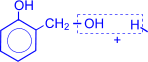 OH
CH₂ – OH H
+